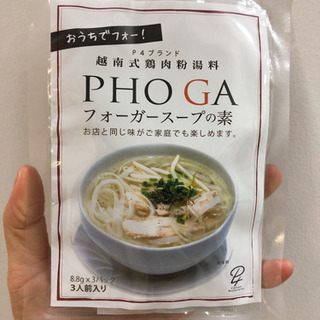 おうちでフォー!
P4ブランド
越南式鶏肉粉湯料
PHO GA
フォーガースープの素
お店と同じ味がご家庭でも楽しめます。
8.8g×3パック
3人前入り